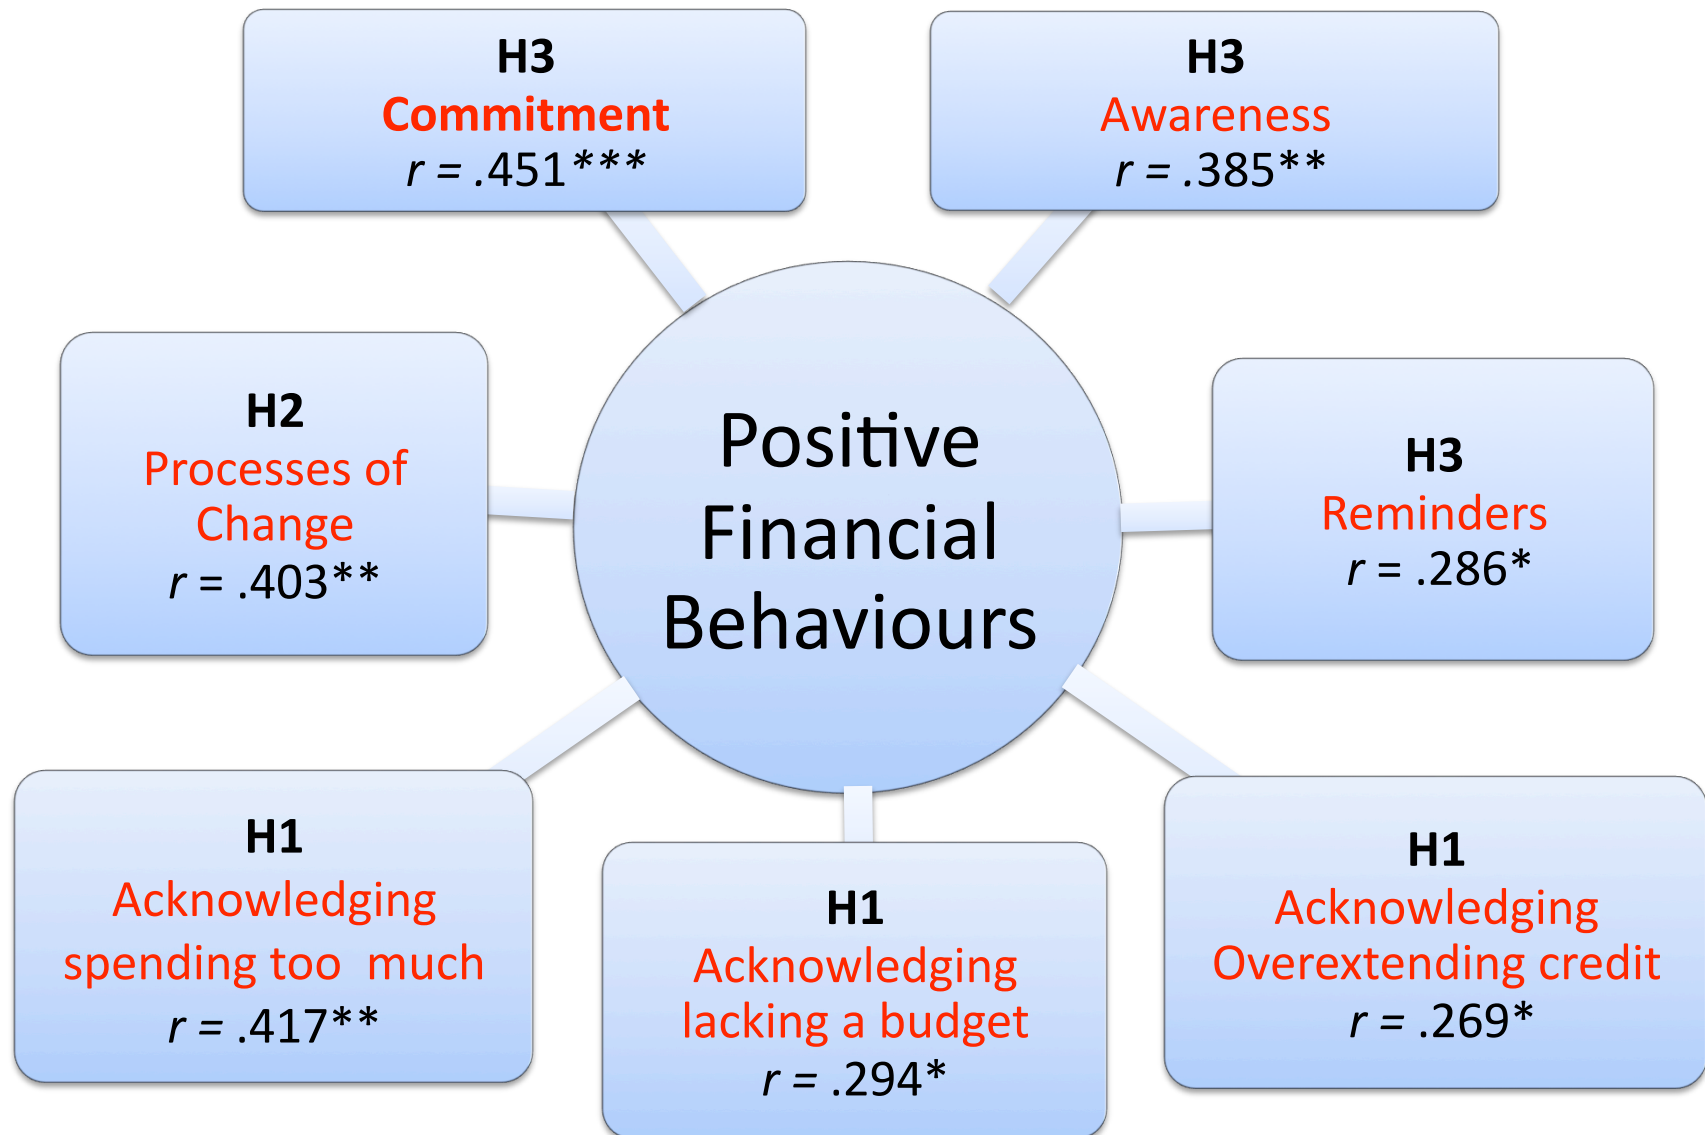 H3
Commitment
r = .451***
H3
Awareness
r = .385**
H2
Processes of
Change
r = .403**
Positive
Financial
Behaviours
H3
Reminders
r = .286*
H1
Acknowledging
spending too much
r = .417**
H1
Acknowledging
lacking a budget
r = .294*
H1
Acknowledging
Overextending credit
r = .269*